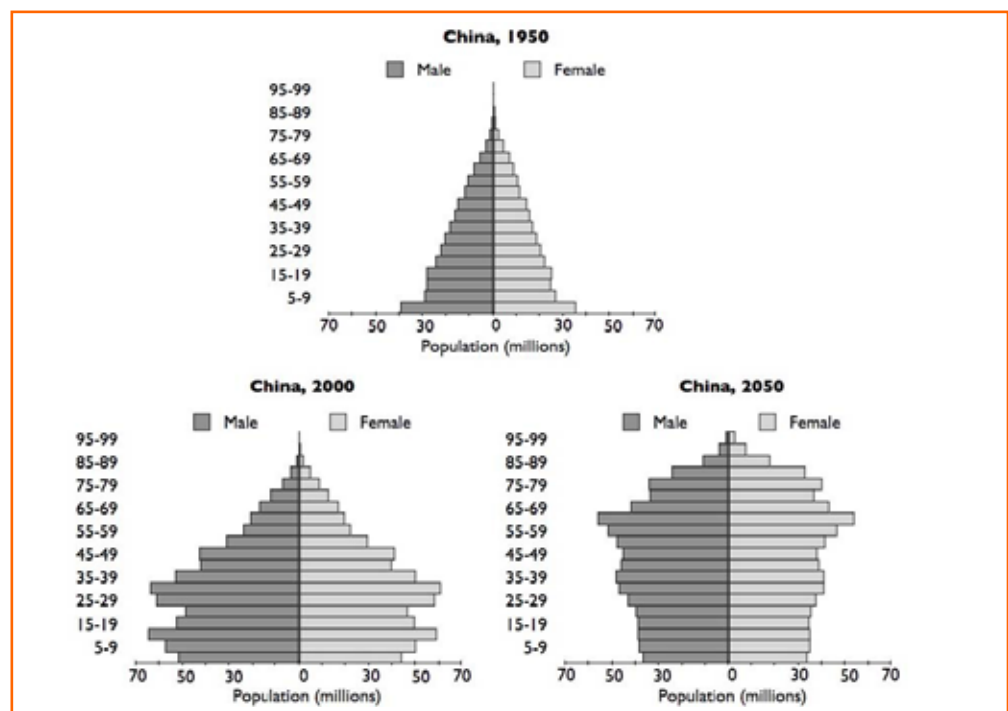 China, 1950
Male Female
95-99
85-89
75-79
65-69
55-59
45-49
35-39
25-29
15-19
5-9
70 50 30 0 30 50 70
Population (millions)
China, 2000
Male Female
95-99
85-89
75-79
65-69
55-59
45-49
35-39
25-29
15-19
5-9
70 50 30 0 30 50 70
Population (millions)
China, 2050
Male Female
95-99
85-89
75-79
65-69
55-59
45-49
35-39
25-29
15-19
5-9
70 50 30 0 30 50 70
Population (millions)